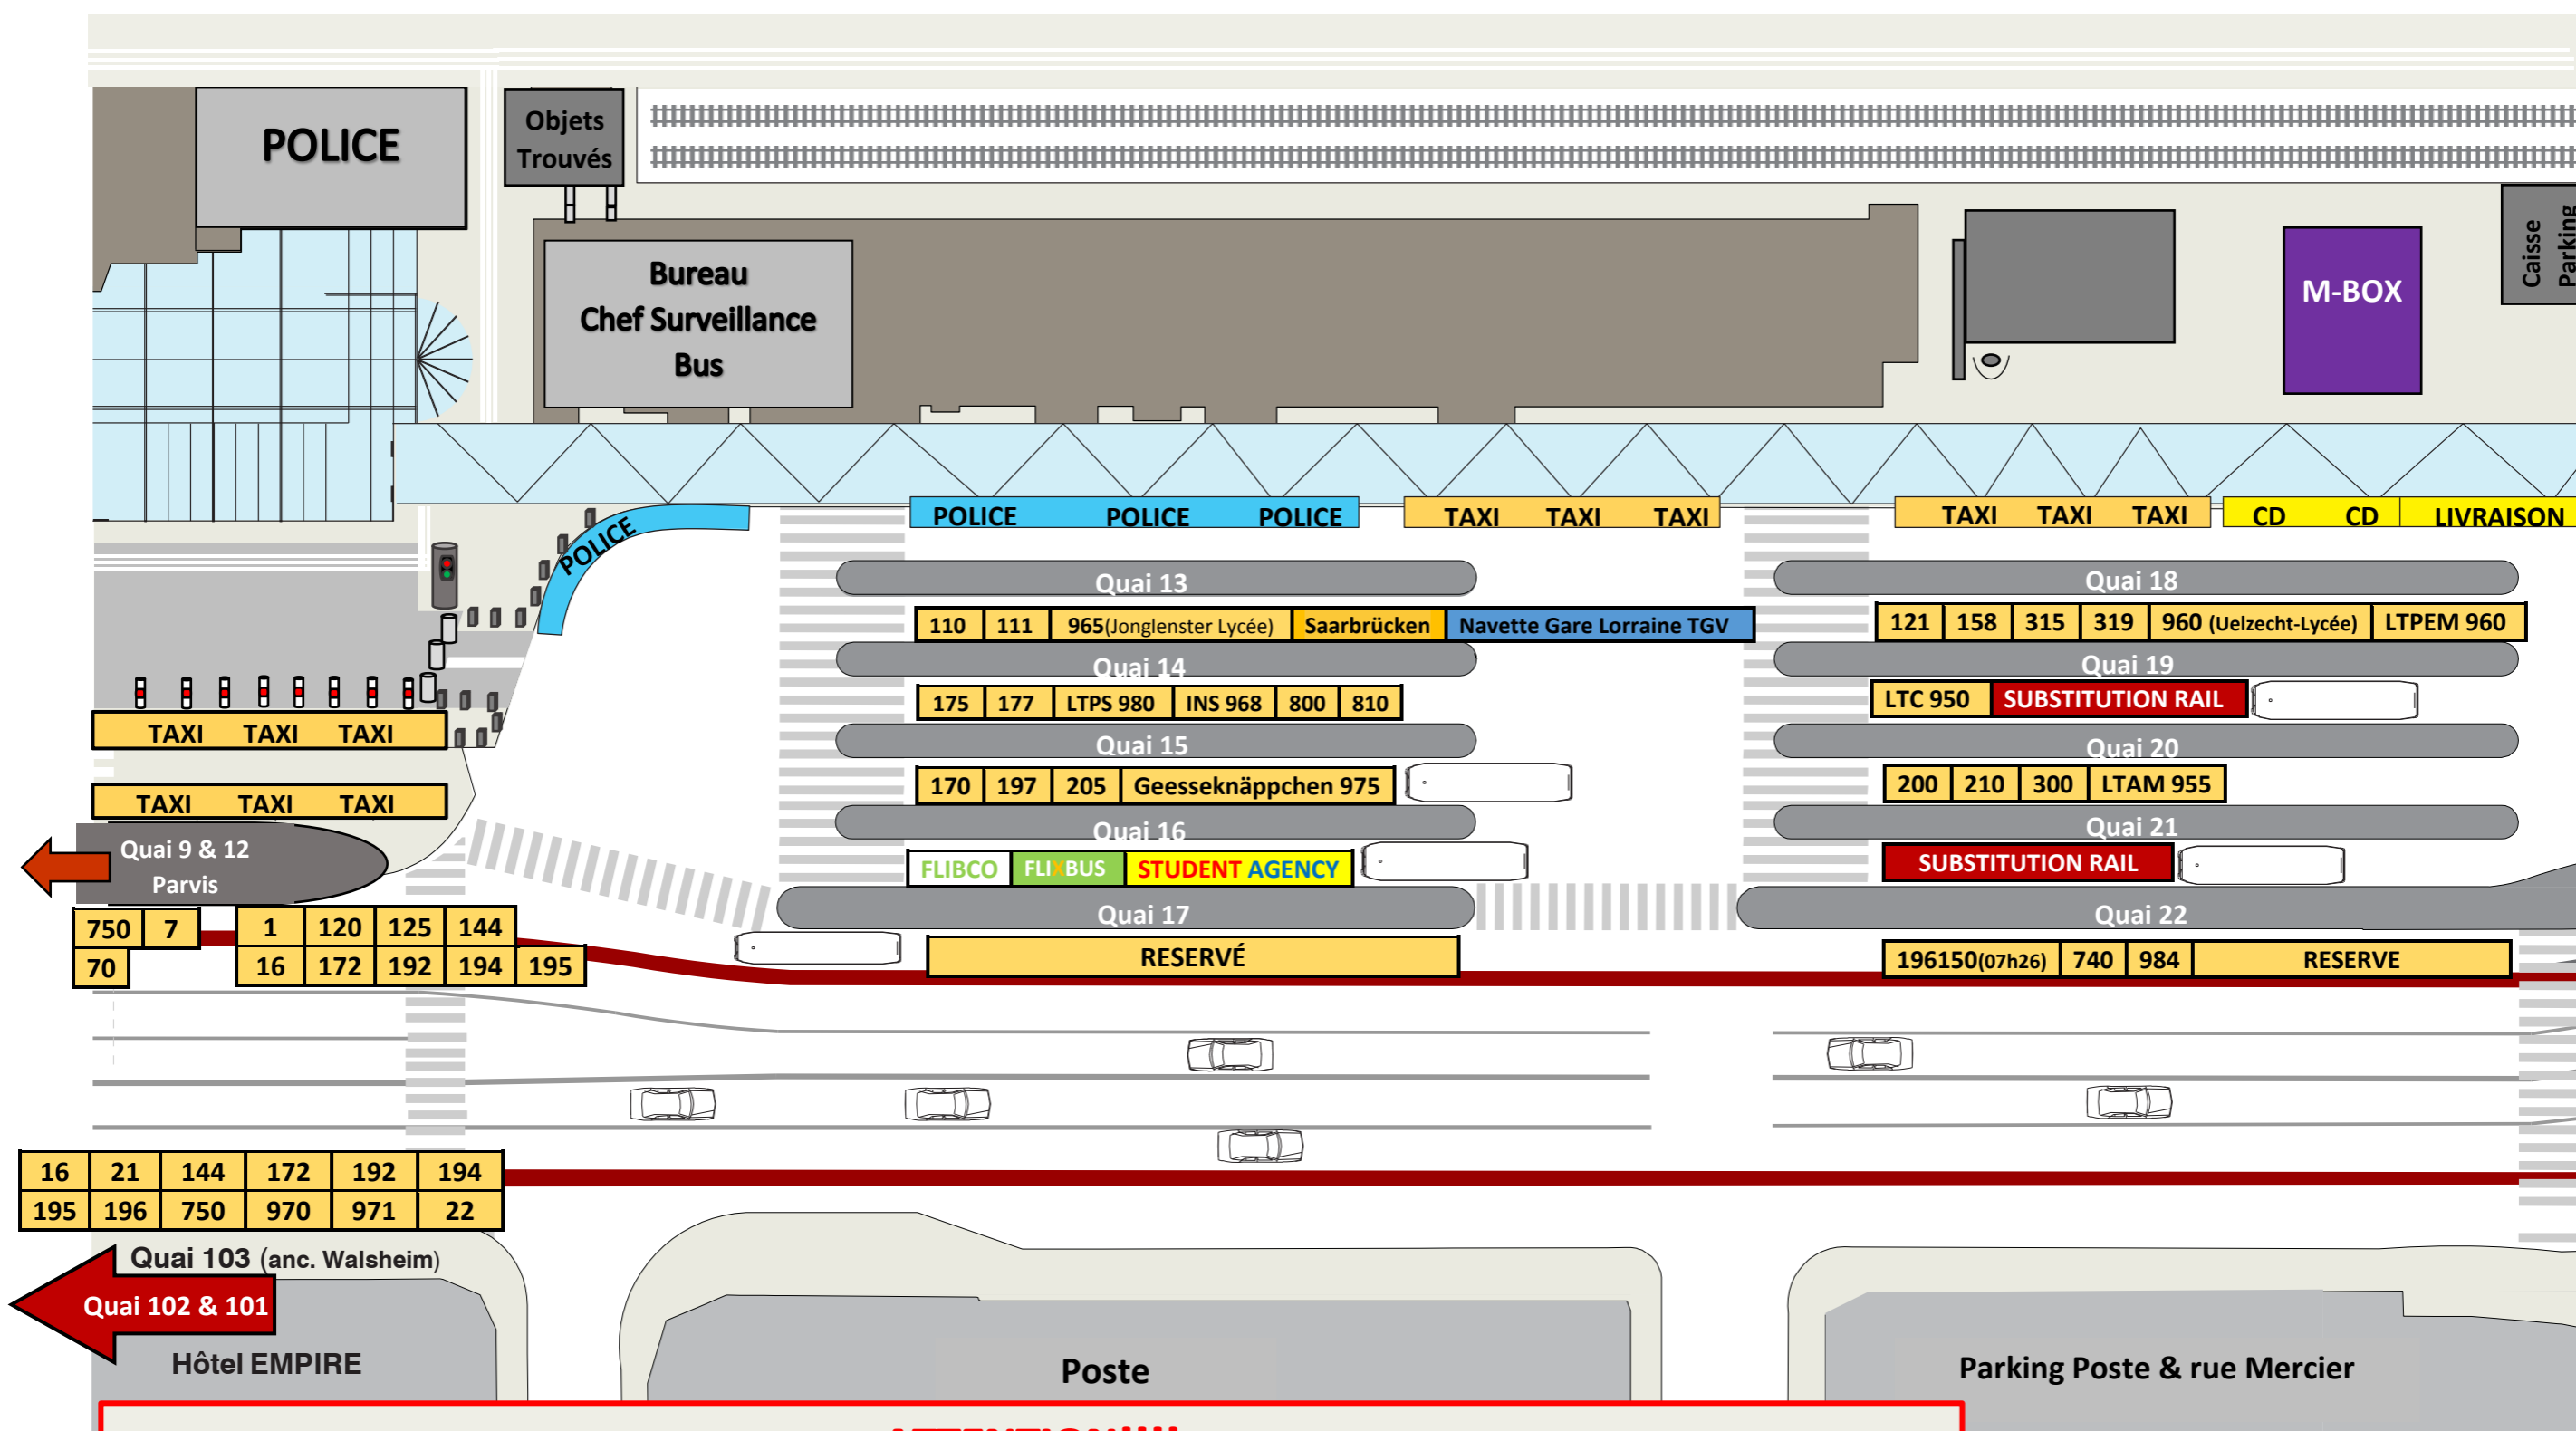 POLICE
Objets
Trouvés
Bureau
Chef Surveillance
Bus
M-BOX
Caisse
Parking
POLICE
POLICE POLICE POLICE
TAXI TAXI TAXI
TAXI TAXI TAXI
CD CD LIVRAISON
Quai 13
Quai 18
110 111 965(Jonglenster Lycée) Saarbrücken Navette Gare Lorraine TGV
121 158 315 319 960 (Uelzecht-Lycée) LTPEM 960
Quai 14
Quai 19
175 177 LTPS 980 INS 968 800 810
LTC 950 SUBSTITUTION RAIL
TAXI TAXI TAXI
Quai 15
Quai 20
170 197 205 Geesseknäppchen 975
200 210 300 LTAM 955
TAXI TAXI TAXI
Quai 16
Quai 21
Quai 9 & 12
Parvis
FLIBCO FLIXBUS STUDENT AGENCY
SUBSTITUTION RAIL
Quai 17
Quai 22
750 7
70
1 120 125 144
16 172 192 194 195
RESERVÉ
196150(07h26) 740 984 RESERVE
16 21 144 172 192 194
195 196 750 970 971 22
Quai 103 (anc. Walsheim)
Quai 102 & 101
Hôtel EMPIRE
Poste
Parking Poste & rue Mercier